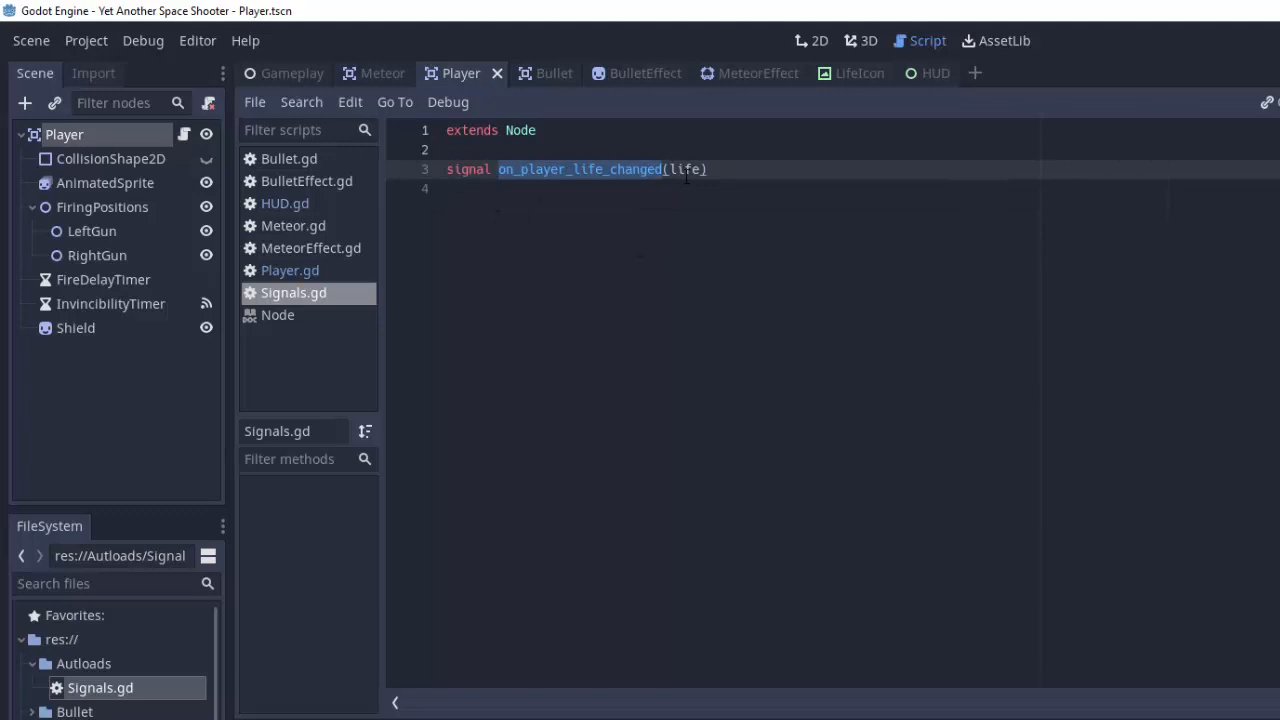 Godot Engine - Yet Another Space Shooter - Player.tscn
Scene Project Debug Editor Help
2D 3D Script AssetLib
Scene Import
Gameplay Meteor Player Bullet BulletEffect MeteorEffect LifeIcon HUD
Filter nodes
File Search Edit Go To Debug
Player
CollisionShape2D
AnimatedSprite
FiringPositions
LeftGun
RightGun
FireDelayTimer
InvincibilityTimer
Shield
Filter scripts
Bullet.gd
BulletEffect.gd
HUD.gd
Meteor.gd
MeteorEffect.gd
Player.gd
Signals.gd
Node
Signals.gd
Filter methods
1 extends Node
2
3 signal on_player_life_changed(life)
4
FileSystem
res://Autloads/Signal
Search files
Favorites:
res://
Autloads
Signals.gd
Bullet